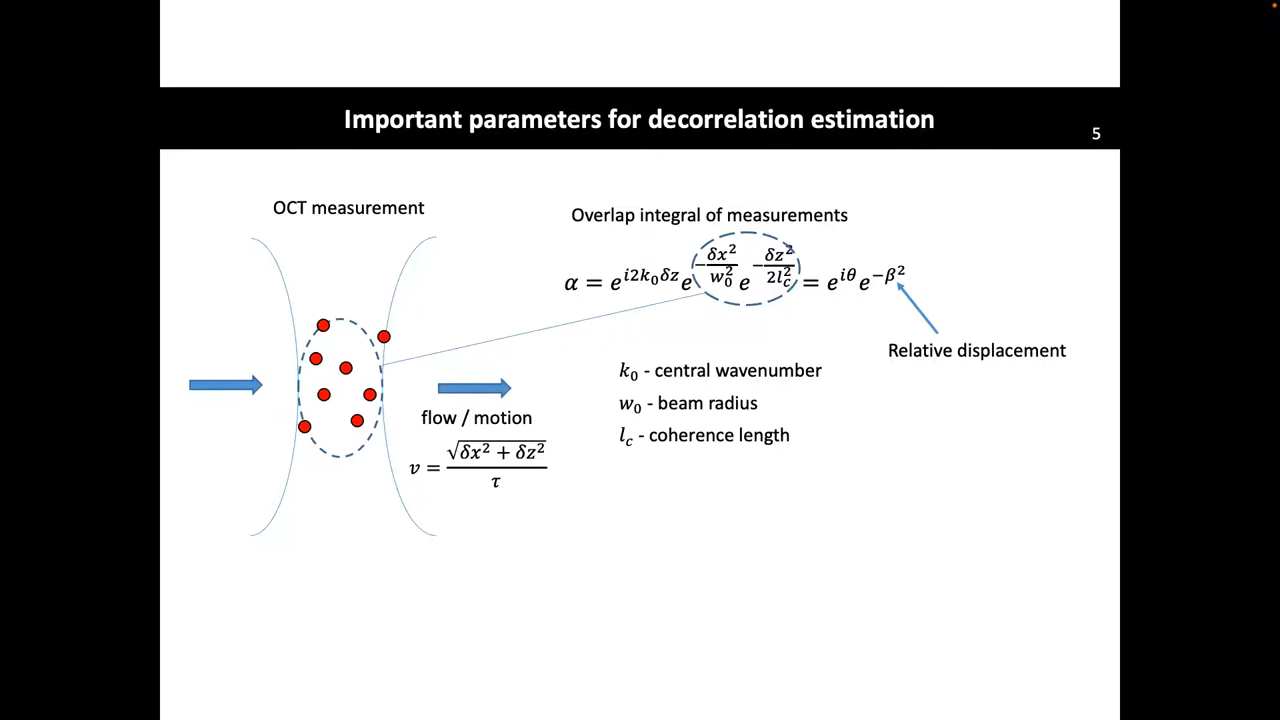 Important parameters for decorrelation estimation
5
OCT measurement
Overlap integral of measurements
α = e^{i2k₀δz} e^{−δx²/w₀²} e^{−δz²/2l_c²} = e^{iθ} e^{−β²}
Relative displacement
k₀ - central wavenumber
w₀ - beam radius
l_c - coherence length
flow / motion
v = √(δx² + δz²) / τ